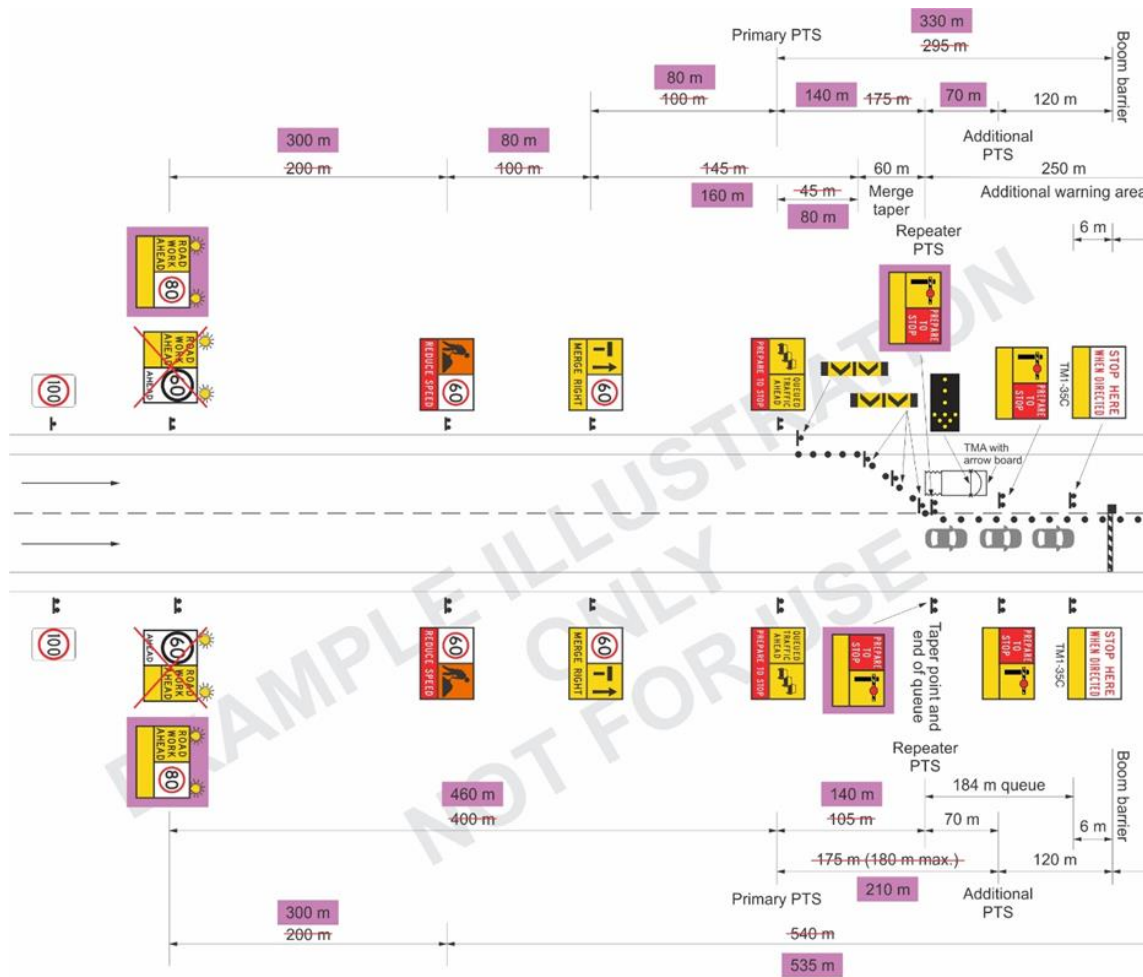 330 m
Primary PTS
295 m
Boom barrier
80 m
100 m
140 m
175 m
70 m
120 m
300 m
80 m
Additional
PTS
200 m
100 m
145 m
60 m
250 m
160 m
45 m
Merge
taper
Additional warning area
80 m
6 m
Repeater
PTS
ROAD
WORK
AHEAD
80
PREPARE
TO
STOP
ROAD
WORK
AHEAD
60
AHEAD
100
REDUCE SPEED
60
MERGE RIGHT
60
QUEUED
TRAFFIC
AHEAD
PREPARE TO STOP
PREPARE
TO
STOP
TM1-35C
STOP HERE
WHEN DIRECTED
TMA with
arrow board
EXAMPLE ILLUSTRATION
ONLY
NOT FOR USE
100
60
AHEAD
ROAD
WORK
AHEAD
60
REDUCE SPEED
60
MERGE RIGHT
QUEUED
TRAFFIC
AHEAD
PREPARE TO STOP
PREPARE
TO
STOP
Taper point and
end of queue
PREPARE
TO
STOP
TM1-35C
STOP HERE
WHEN DIRECTED
ROAD
WORK
AHEAD
80
Repeater
PTS
184 m queue
Boom barrier
460 m
400 m
140 m
105 m
70 m
6 m
175 m (180 m max.)
120 m
210 m
Primary PTS
Additional
PTS
300 m
200 m
540 m
535 m